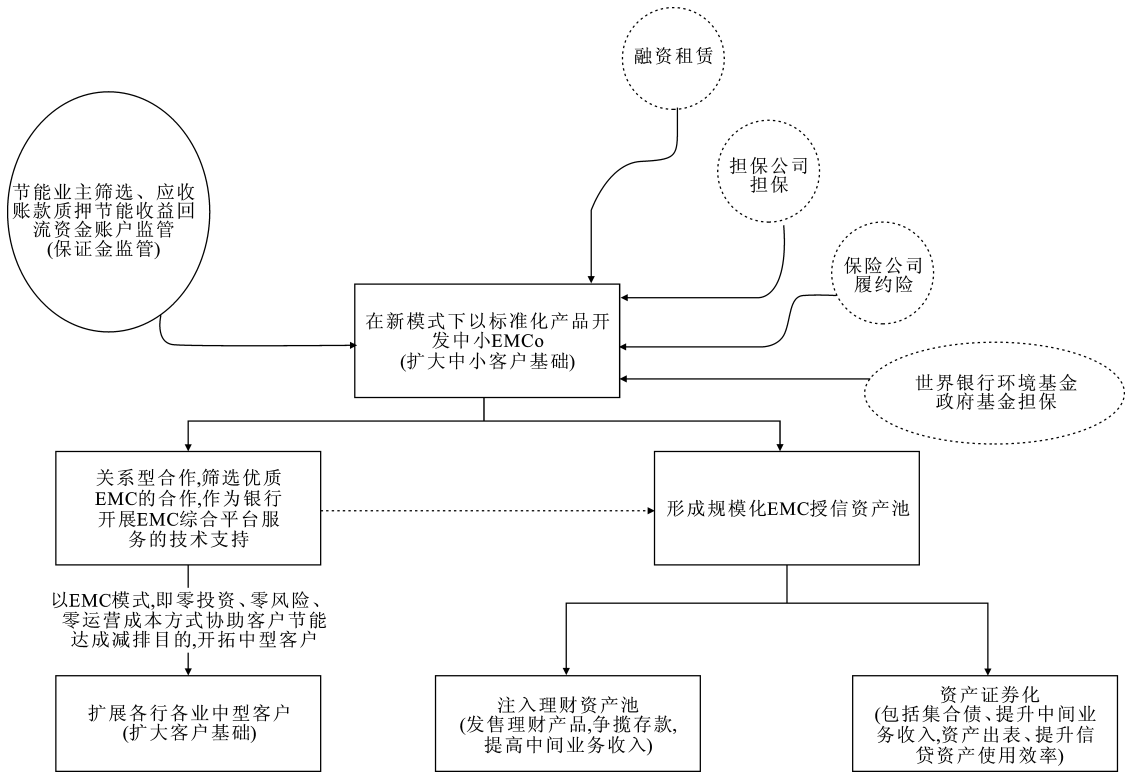 融资租赁
担保公司
担保
节能业主筛选、应收
账款质押节能收益回
流资金账户监管
(保证金监管)
保险公司
履约险
在新模式下以标准化产品开
发中小EMCo
(扩大中小客户基础)
世界银行环境基金
政府基金担保
关系型合作,筛选优质
EMC的合作,作为银行
开展EMC综合平台服
务的技术支持
形成规模化EMC授信资产池
以EMC模式,即零投资、零风险、
零运营成本方式协助客户节能
达成减排目的,开拓中型客户
扩展各行各业中型客户
(扩大客户基础)
注入理财资产池
(发售理财产品,争揽存款,
提高中间业务收入)
资产证券化
(包括集合债、提升中间业
务收入,资产出表、提升信
贷资产使用效率)